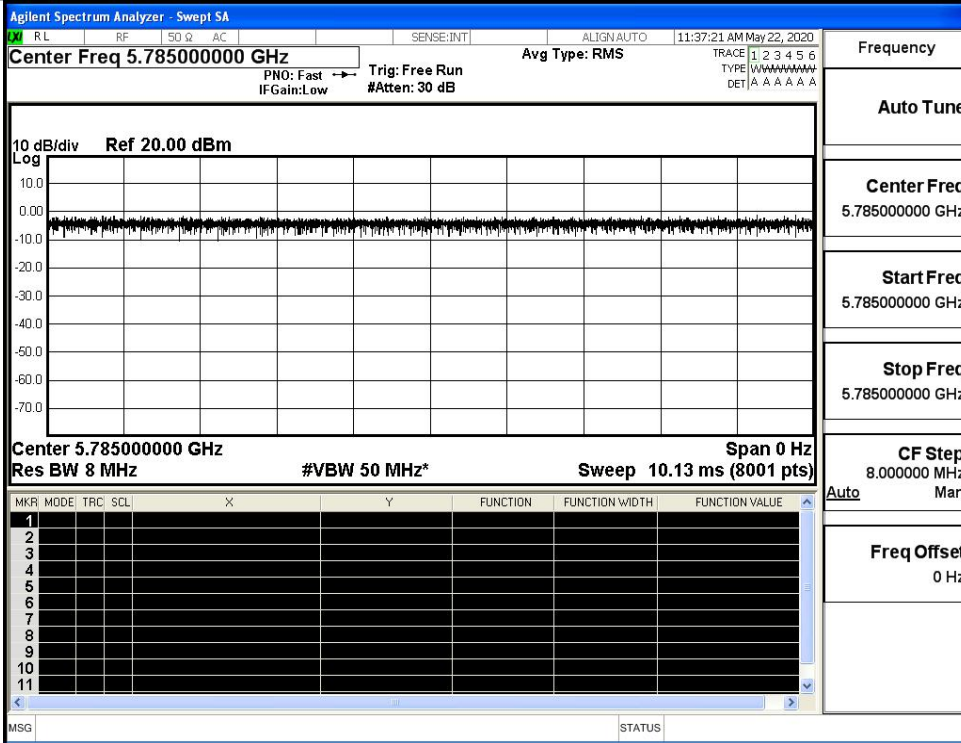 Agilent Spectrum Analyzer - Swept SA
LXI RL RF 50 Ω AC SENSE:INT ALIGN AUTO 11:37:21 AM May 22, 2020
Center Freq 5.785000000 GHz
PNO: Fast
IFGain:Low
Trig: Free Run
#Atten: 30 dB
Avg Type: RMS
TRACE 1 2 3 4 5 6
TYPE WWWWWW
DET A A A A A A
10 dB/div Ref 20.00 dBm
Log
10.0
0.00
-10.0
-20.0
-30.0
-40.0
-50.0
-60.0
-70.0
Center 5.785000000 GHz Span 0 Hz
Res BW 8 MHz #VBW 50 MHz* Sweep 10.13 ms (8001 pts)
MKR MODE TRC SCL X Y FUNCTION FUNCTION WIDTH FUNCTION VALUE
1
2
3
4
5
6
7
8
9
10
11
MSG STATUS
Frequency
Auto Tune
Center Freq
5.785000000 GHz
Start Freq
5.785000000 GHz
Stop Freq
5.785000000 GHz
CF Step
8.000000 MHz
Auto Man
Freq Offset
0 Hz